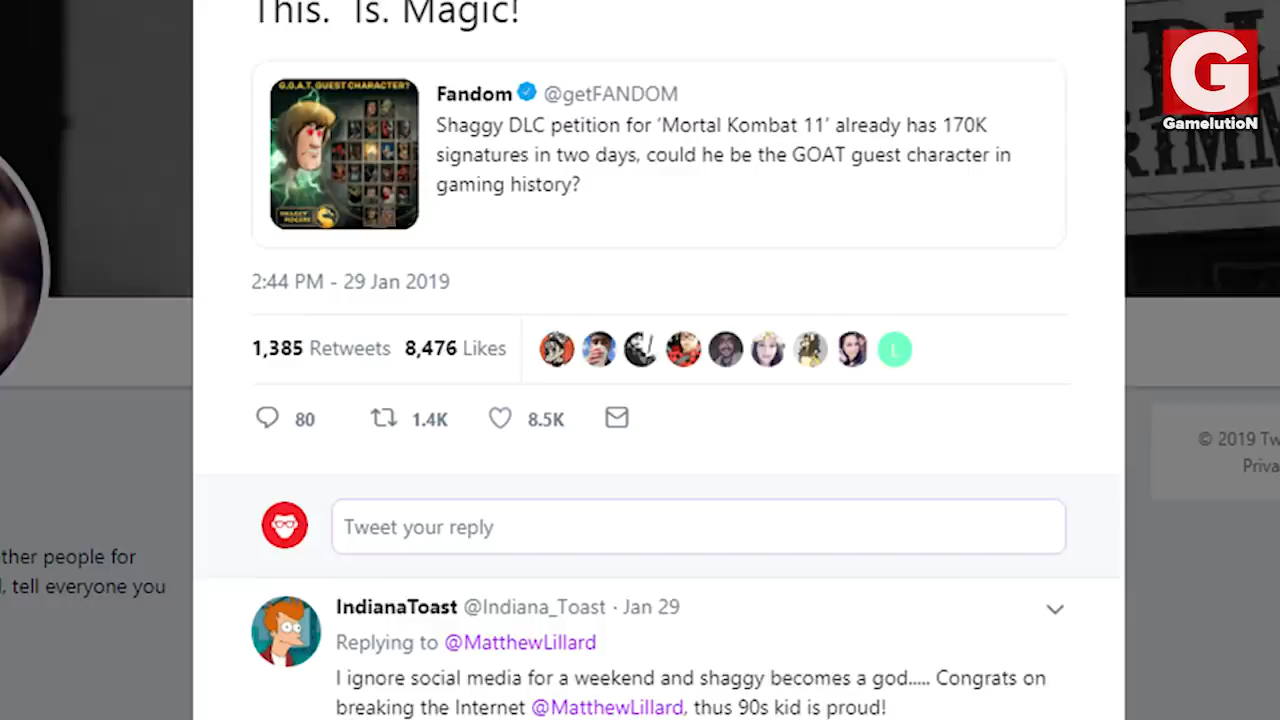 This. Is. Magic!
G.O.A.T. GUEST CHARACTER?
Fandom @getFANDOM
Shaggy DLC petition for ‘Mortal Kombat 11’ already has 170K
signatures in two days, could he be the GOAT guest character in
gaming history?
SHAGGY
ROGERS
2:44 PM - 29 Jan 2019
1,385 Retweets 8,476 Likes
L
80 1.4K 8.5K
Tweet your reply
IndianaToast @Indiana_Toast · Jan 29
Replying to @MatthewLillard
I ignore social media for a weekend and shaggy becomes a god..... Congrats on
breaking the Internet @MatthewLillard, thus 90s kid is proud!
ther people for
, tell everyone you
G
GamelutioN
© 2019 Tw
Priva